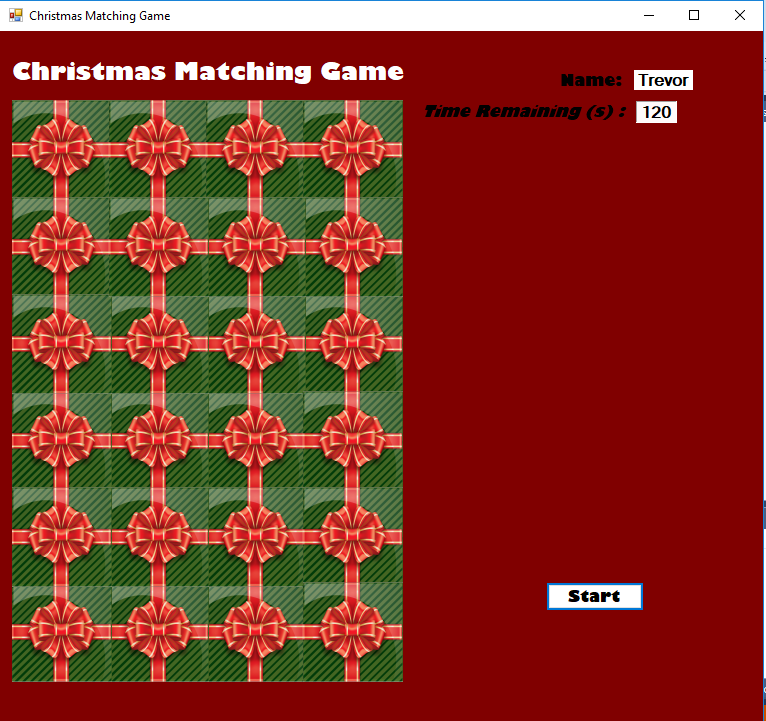 Christmas Matching Game
Christmas Matching Game
Name: Trevor
Time Remaining (s) : 120
Start